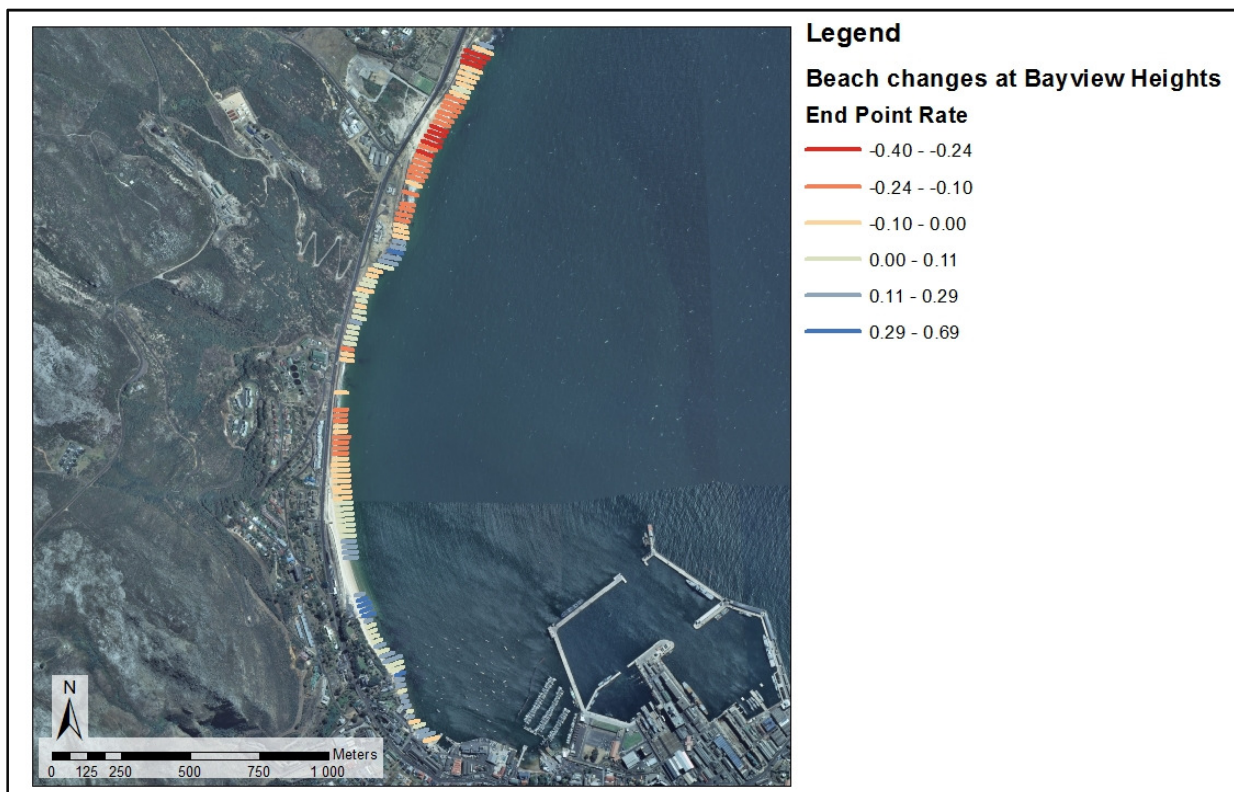 Legend
Beach changes at Bayview Heights
End Point Rate
-0.40 - -0.24
-0.24 - -0.10
-0.10 - 0.00
0.00 - 0.11
0.11 - 0.29
0.29 - 0.69
N
Meters
0 125 250 500 750 1 000